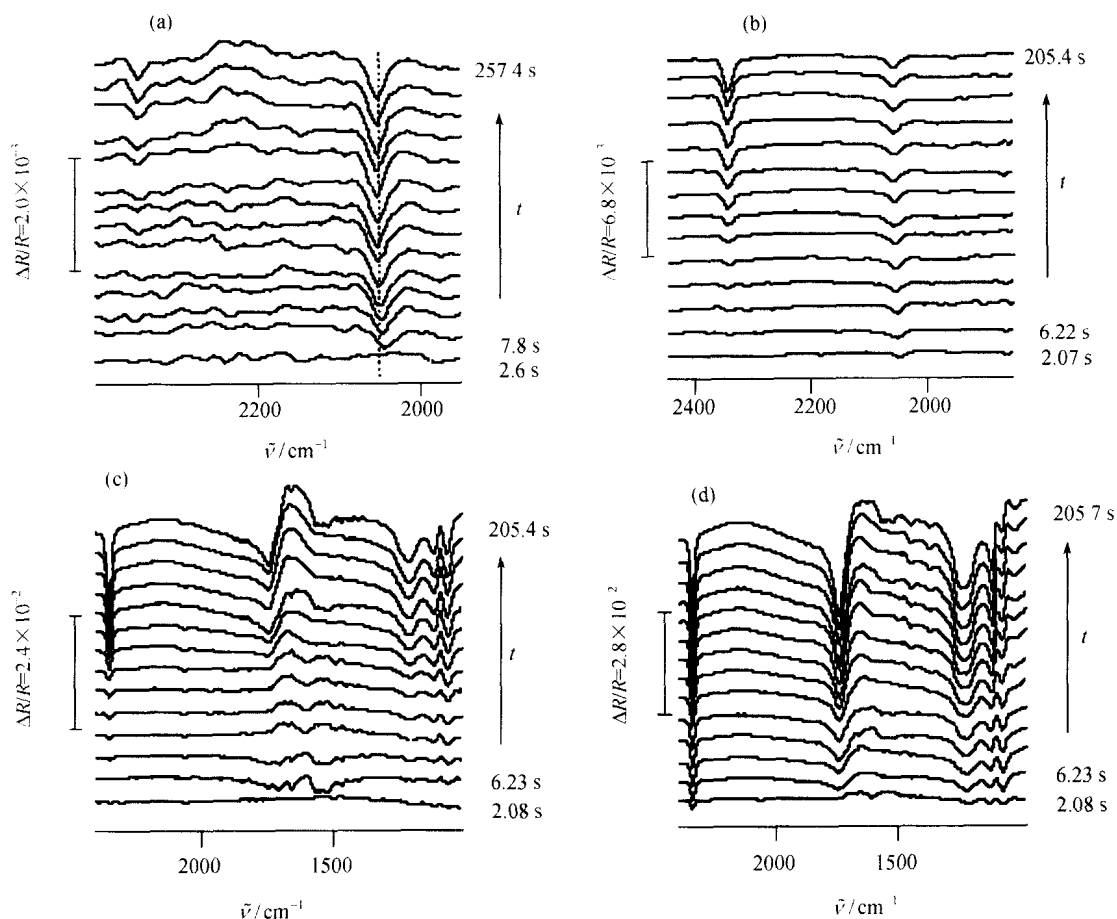 (a)
257 4 s
t
7.8 s
2.6 s
ΔR/R=2.0×10⁻³
2200
2000
ṽ/cm⁻¹
(b)
205.4 s
t
6.22 s
2.07 s
ΔR/R=6.8×10⁻³
2400
2200
2000
ṽ/cm⁻¹
(c)
205.4 s
t
6.23 s
2.08 s
ΔR/R=2.4×10⁻²
2000
1500
ṽ/cm⁻¹
(d)
205 7 s
t
6.23 s
2.08 s
ΔR/R=2.8×10⁻²
2000
1500
ṽ/cm⁻¹